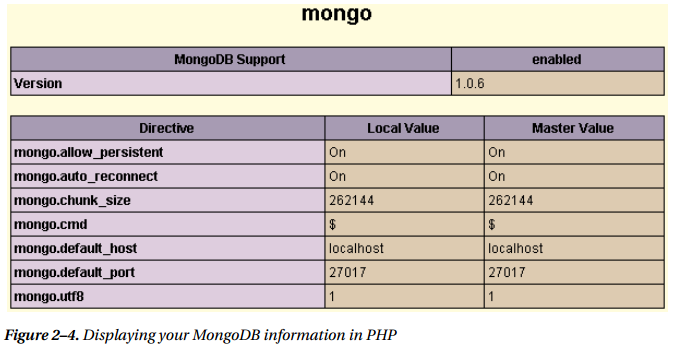 mongo
MongoDB Support enabled
Version 1.0.6
Directive Local Value Master Value
mongo.allow_persistent On On
mongo.auto_reconnect On On
mongo.chunk_size 262144 262144
mongo.cmd $ $
mongo.default_host localhost localhost
mongo.default_port 27017 27017
mongo.utf8 1 1
Figure 2–4. Displaying your MongoDB information in PHP